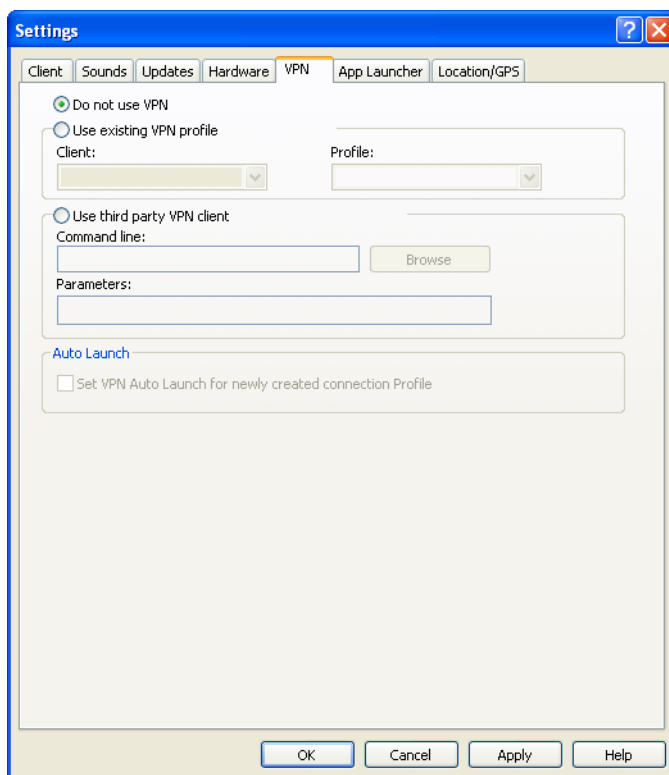 Settings
Client Sounds Updates Hardware VPN App Launcher Location/GPS
Do not use VPN
Use existing VPN profile
Client: Profile:
Use third party VPN client
Command line:
Browse
Parameters:
Auto Launch
Set VPN Auto Launch for newly created connection Profile
OK Cancel Apply Help